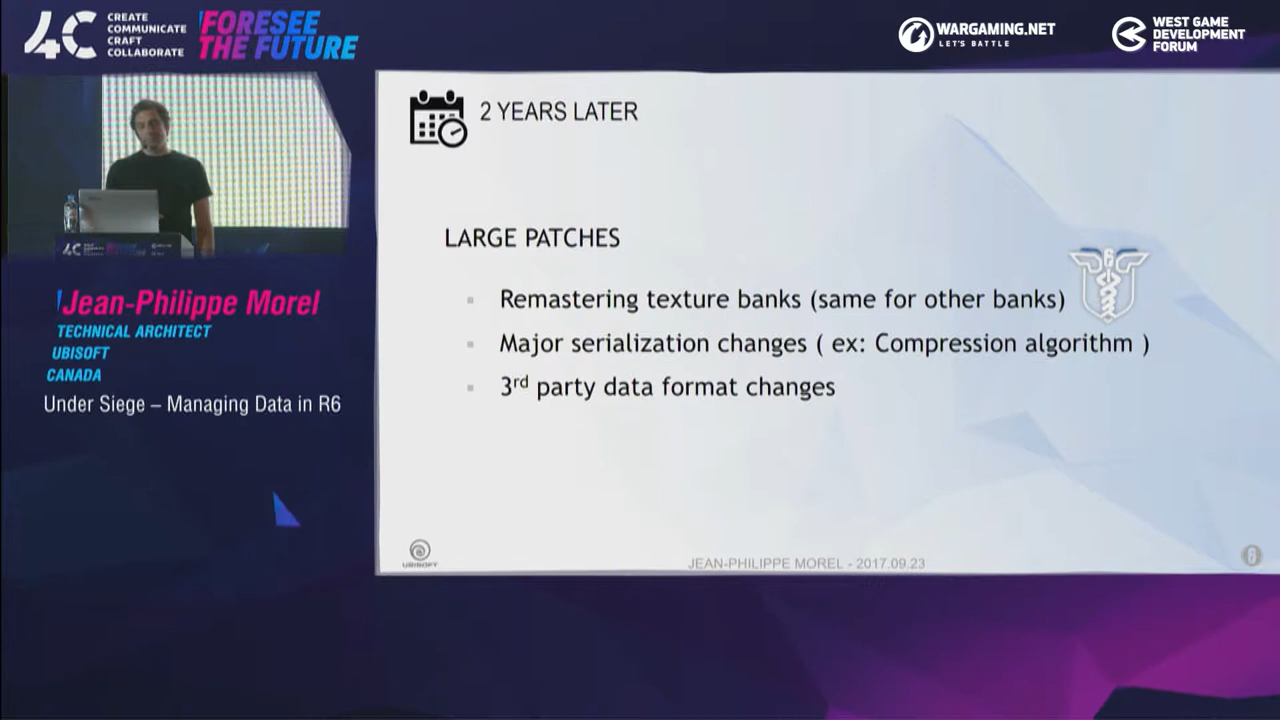 4C
CREATE
COMMUNICATE
CRAFT
COLLABORATE
FORESEE
THE FUTURE
WARGAMING.NET
LET'S BATTLE
WEST GAME
DEVELOPMENT
FORUM
2 YEARS LATER
LARGE PATCHES
Remastering texture banks (same for other banks)
Major serialization changes ( ex: Compression algorithm )
3rd party data format changes
UBISOFT
JEAN-PHILIPPE MOREL - 2017.09.23
6
4C
Jean-Philippe Morel
TECHNICAL ARCHITECT
UBISOFT
CANADA
Under Siege – Managing Data in R6